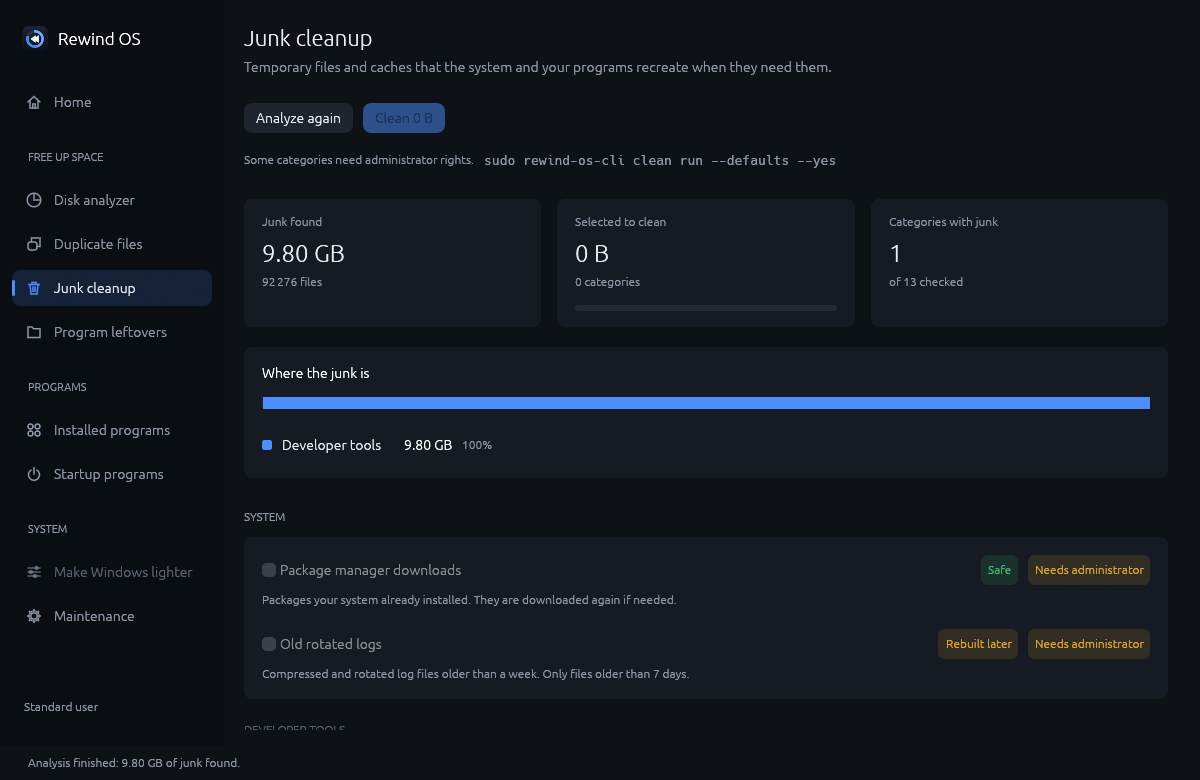 Rewind OS
Home
FREE UP SPACE
Disk analyzer
Duplicate files
Junk cleanup
Program leftovers
PROGRAMS
Installed programs
Startup programs
SYSTEM
Make Windows lighter
Maintenance
Standard user
Junk cleanup
Temporary files and caches that the system and your programs recreate when they need them.
Analyze again
Clean 0 B
Some categories need administrator rights. sudo rewind-os-cli clean run --defaults --yes
Junk found
9.80 GB
92 276 files
Selected to clean
0 B
0 categories
Categories with junk
1
of 13 checked
Where the junk is
Developer tools 9.80 GB 100%
SYSTEM
Package manager downloads
Safe
Needs administrator
Packages your system already installed. They are downloaded again if needed.
Old rotated logs
Rebuilt later
Needs administrator
Compressed and rotated log files older than a week. Only files older than 7 days.
DEVELOPER TOOLS
Analysis finished: 9.80 GB of junk found.